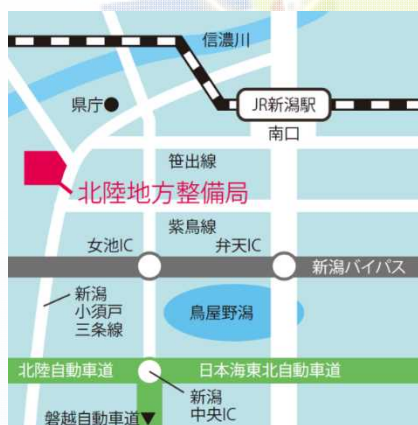 信濃川
県庁
JR新潟駅
南口
笹出線
北陸地方整備局
紫鳥線
女池IC
弁天IC
新潟バイパス
新潟
小須戸
三条線
鳥屋野潟
北陸自動車道
日本海東北自動車道
新潟
中央IC
磐越自動車道▼